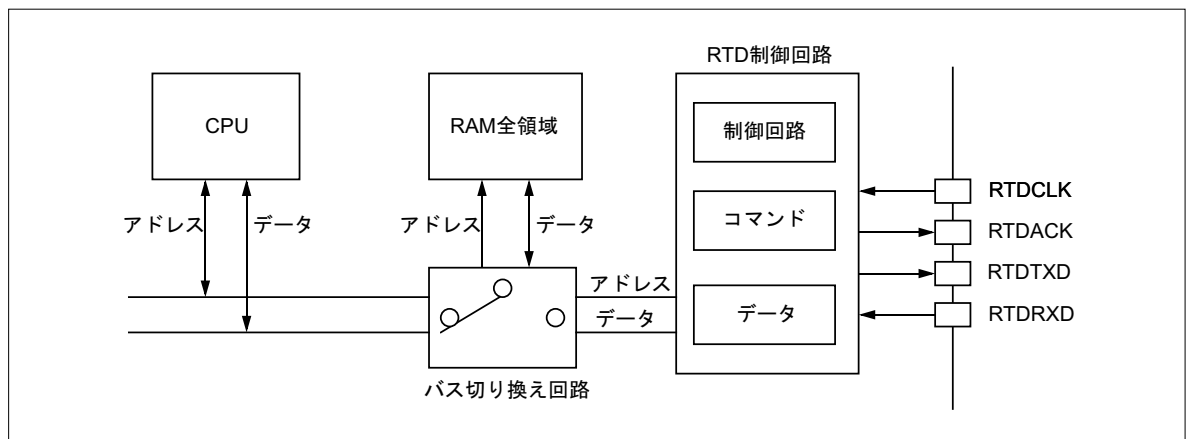 RTD制御回路
CPU
RAM全領域
制御回路
RTDCLK
アドレス
データ
アドレス
データ
コマンド
RTDACK
RTDTXD
アドレス
データ
データ
RTDRXD
バス切り換え回路